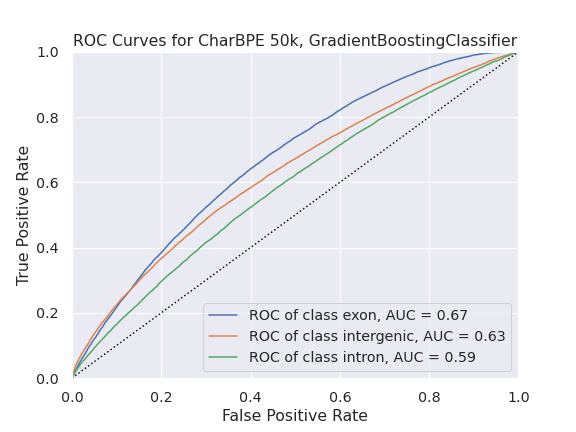 ROC Curves for CharBPE 50k, GradientBoostingClassifier
1.0
0.8
0.6
0.4
0.2
0.0
True Positive Rate
ROC of class exon, AUC = 0.67
ROC of class intergenic, AUC = 0.63
ROC of class intron, AUC = 0.59
0.0 0.2 0.4 0.6 0.8 1.0
False Positive Rate